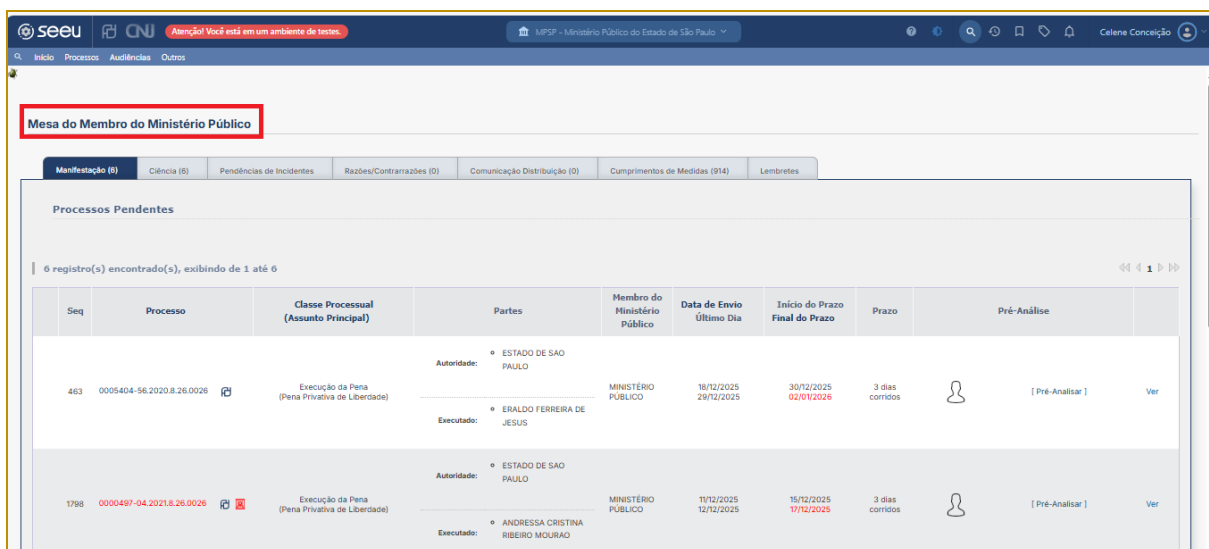 seeu CNJ Atenção! Você está em um ambiente de testes. MPSP - Ministério Público do Estado de São Paulo Celene Conceição
Início Processos Audiências Outros
Mesa do Membro do Ministério Público
Manifestação (6) Ciência (6) Pendências de Incidentes Razões/Contrarrazões (0) Comunicação Distribuição (0) Cumprimentos de Medidas (914) Lembretes
Processos Pendentes
6 registro(s) encontrado(s), exibindo de 1 até 6 1
Seq Processo Classe Processual (Assunto Principal) Partes Membro do Ministério Público Data de Envio Último Dia Início do Prazo Final do Prazo Prazo Pré-Análise
463 0005404-56.2020.8.26.0026 Execução da Pena (Pena Privativa de Liberdade) Autoridade: ESTADO DE SAO PAULO Executado: ERALDO FERREIRA DE JESUS MINISTÉRIO PÚBLICO 18/12/2025 29/12/2025 30/12/2025 02/01/2026 3 dias corridos [ Pré-Analisar ] Ver
1798 0000497-04.2021.8.26.0026 Execução da Pena (Pena Privativa de Liberdade) Autoridade: ESTADO DE SAO PAULO Executado: ANDRESSA CRISTINA RIBEIRO MOURAO MINISTÉRIO PÚBLICO 11/12/2025 12/12/2025 15/12/2025 17/12/2025 3 dias corridos [ Pré-Analisar ] Ver